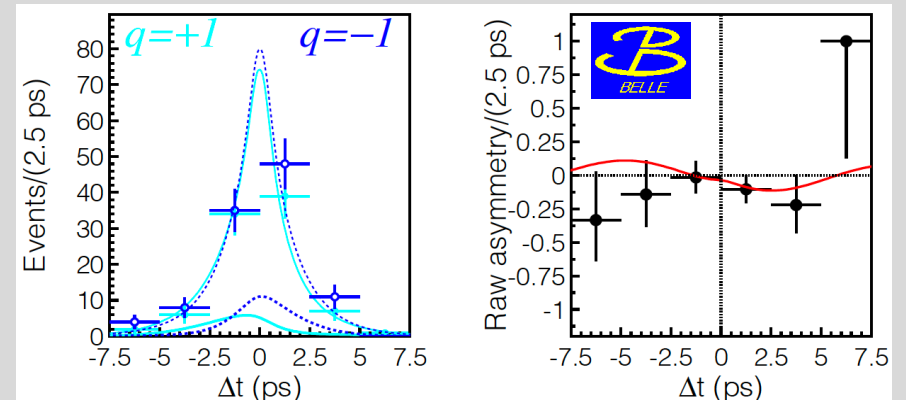 q=+1 q=−1
Events/(2.5 ps)
80
70
60
50
40
30
20
10
0
-7.5 -5 -2.5 0 2.5 5 7.5
Δt (ps)
BELLE
Raw asymmetry/(2.5 ps)
1
0.75
0.5
0.25
0
-0.25
-0.5
-0.75
-1
-7.5 -5 -2.5 0 2.5 5 7.5
Δt (ps)